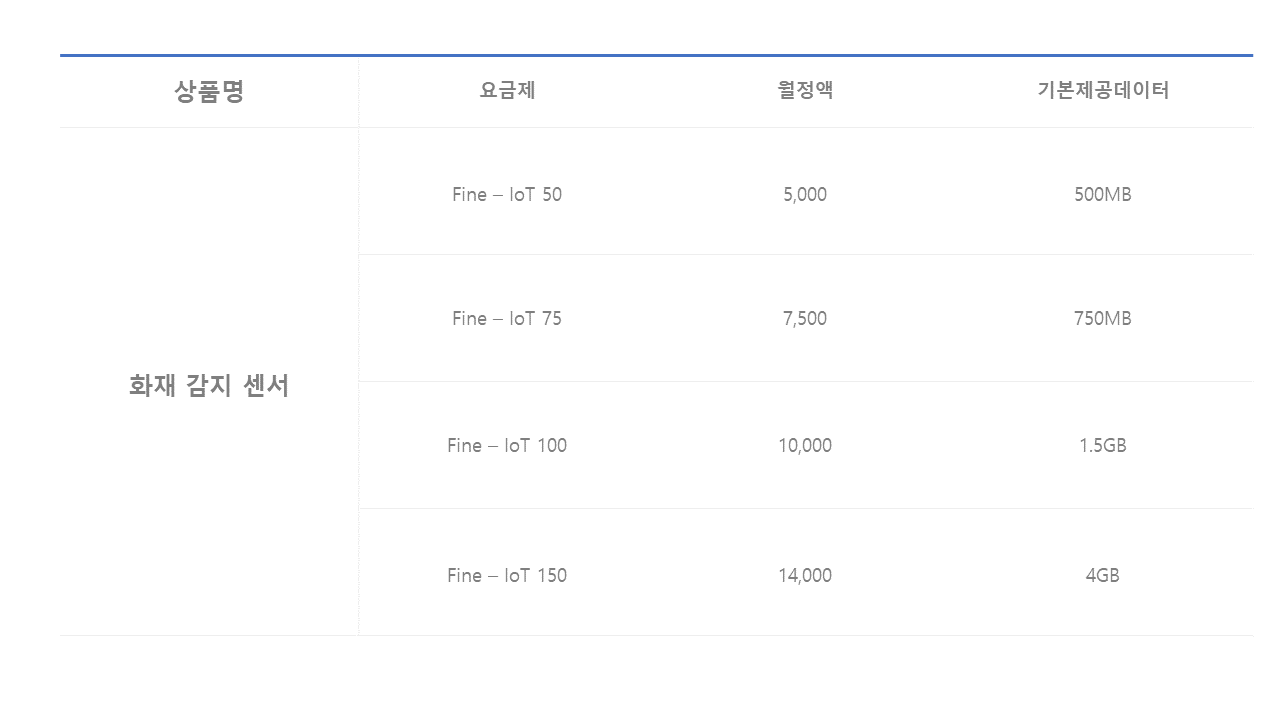 상품명 요금제 월정액 기본제공데이터
Fine – IoT 50 5,000 500MB
Fine – IoT 75 7,500 750MB
화재 감지 센서
Fine – IoT 100 10,000 1.5GB
Fine – IoT 150 14,000 4GB